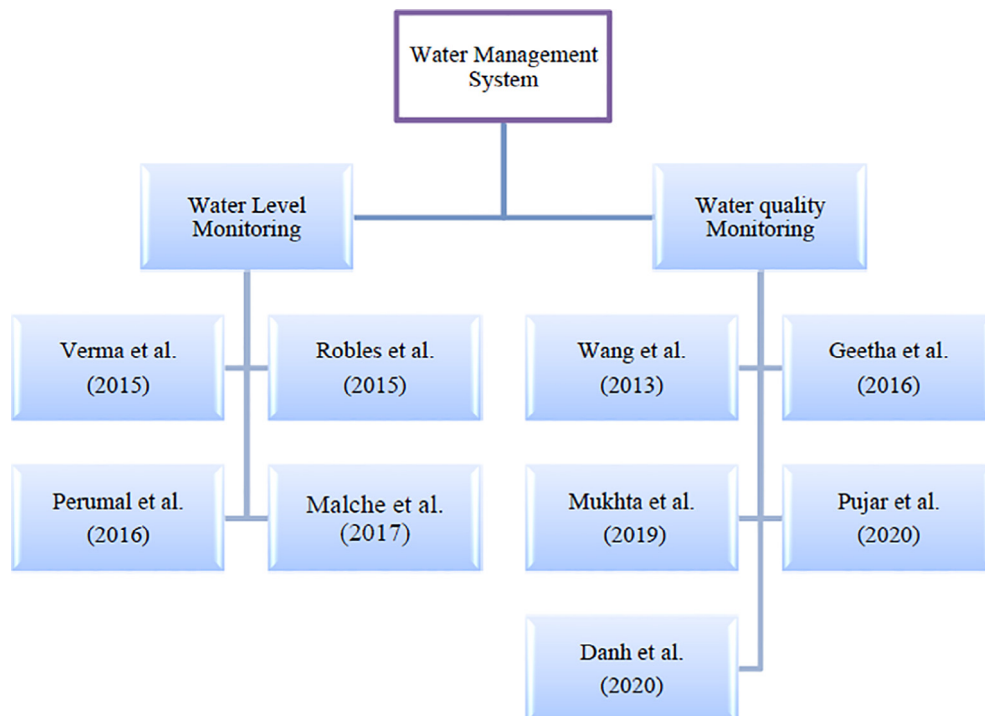 Water Management
System
Water Level
Monitoring
Water quality
Monitoring
Verma et al.
(2015)
Robles et al.
(2015)
Wang et al.
(2013)
Geetha et al.
(2016)
Perumal et al.
(2016)
Malche et al.
(2017)
Mukhta et al.
(2019)
Pujar et al.
(2020)
Danh et al.
(2020)